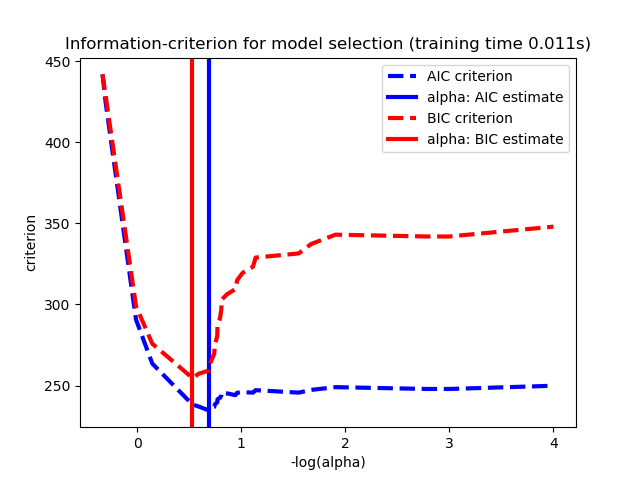 Information-criterion for model selection (training time 0.011s)
450
400
350
300
250
criterion
AIC criterion
alpha: AIC estimate
BIC criterion
alpha: BIC estimate
0 1 2 3 4
-log(alpha)